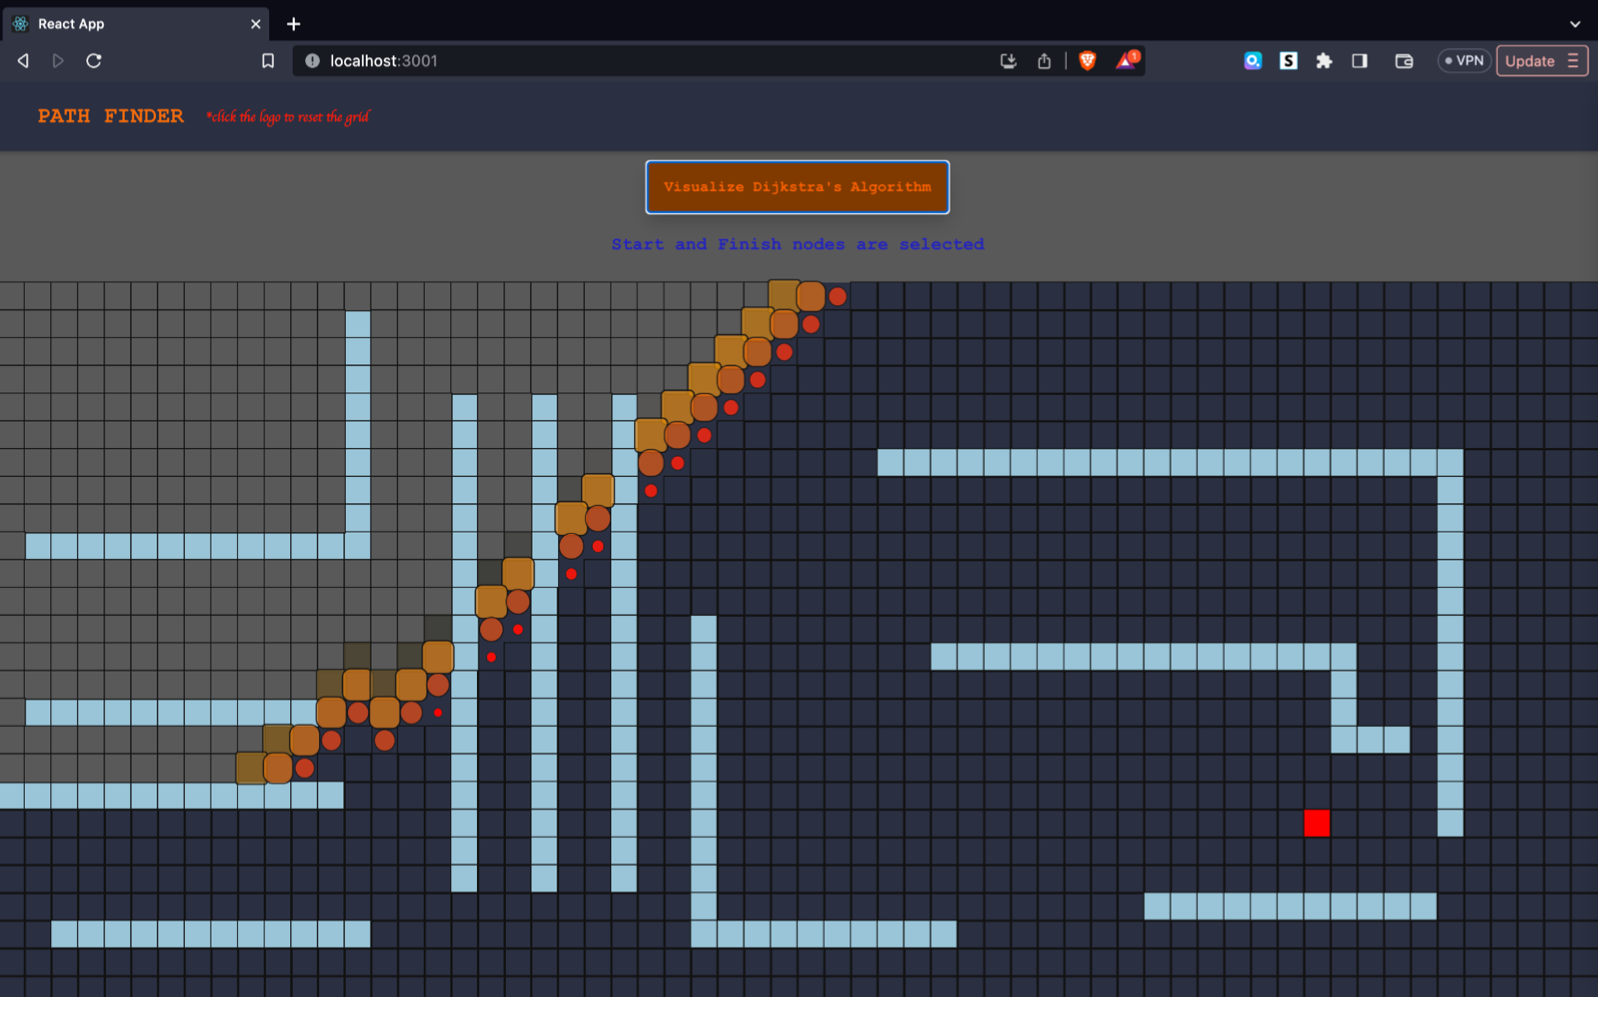 React App
localhost:3001
1
VPN
Update
PATH FINDER
*click the logo to reset the grid
Visualize Dijkstra's Algorithm
Start and Finish nodes are selected